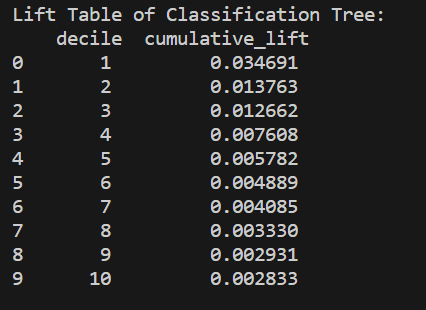 Lift Table of Classification Tree:
decile cumulative_lift
0 1 0.034691
1 2 0.013763
2 3 0.012662
3 4 0.007608
4 5 0.005782
5 6 0.004889
6 7 0.004085
7 8 0.003330
8 9 0.002931
9 10 0.002833